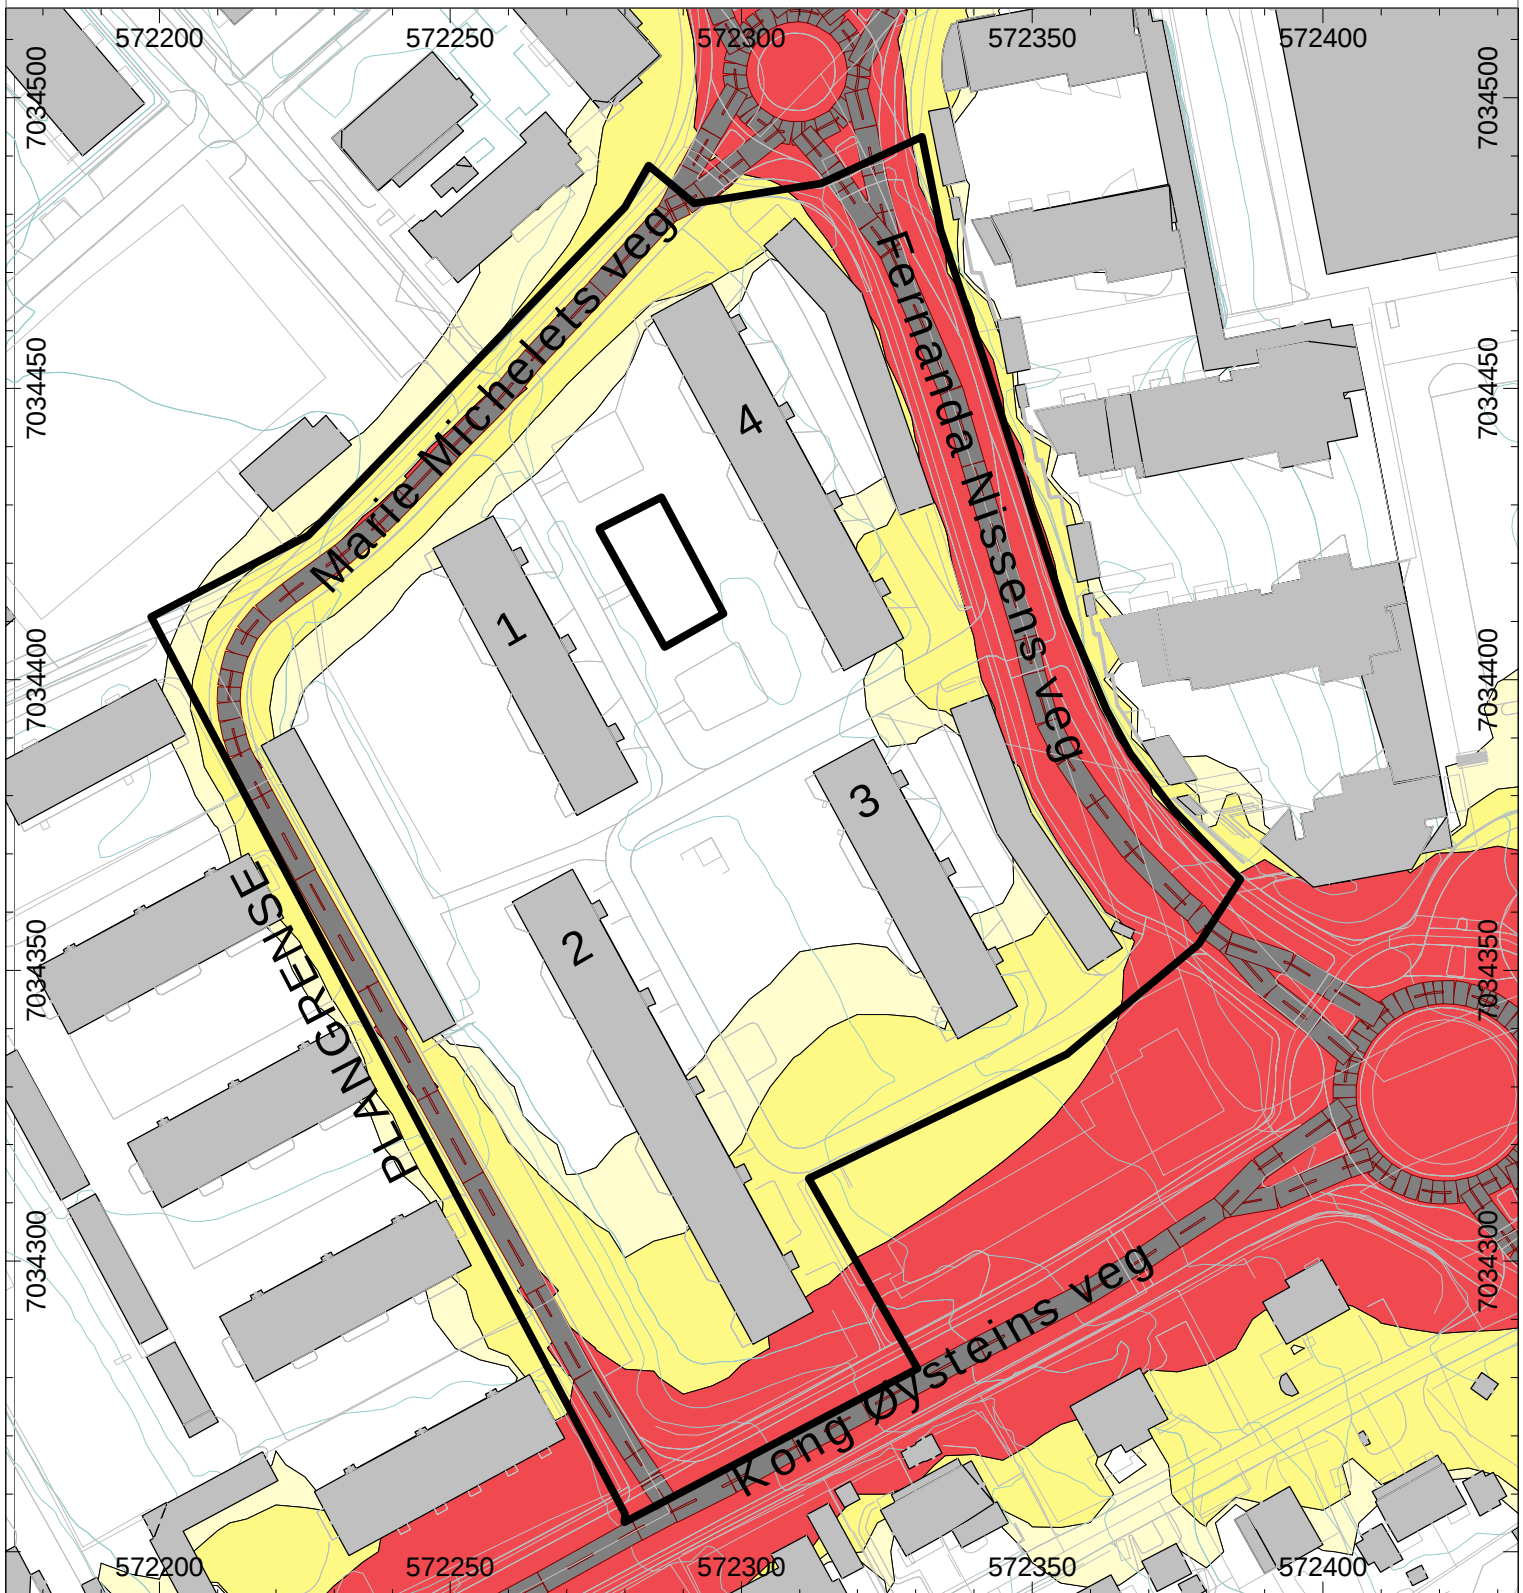 572200 572250 572300 572350 572400
7034500 7034500
Marie Michelets veg
Fernanda Nissens veg
7034450 7034450
4
1
7034400 7034400
3
2
PLANGRENSE
7034350 7034350
7034300 7034300
Kong Øysteins veg
572200 572250 572300 572350 572400